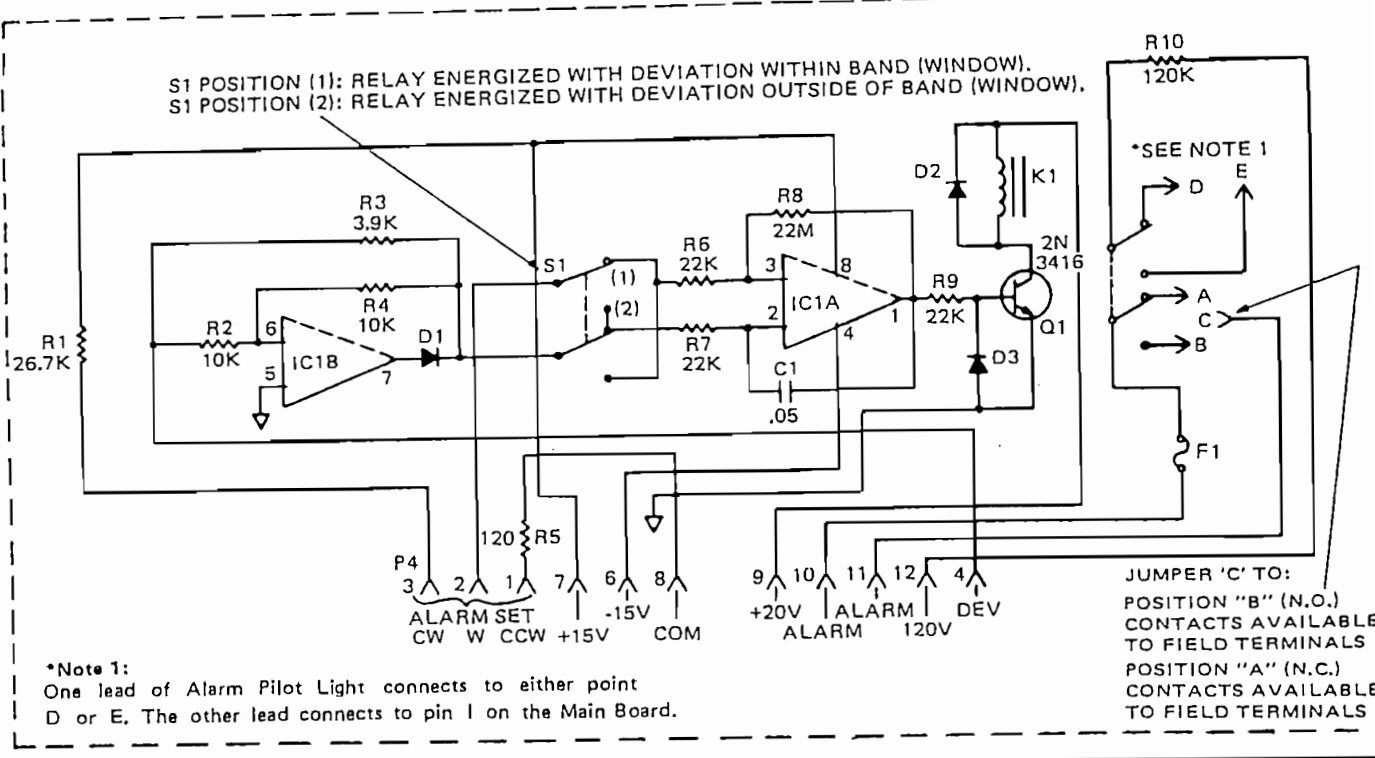 R10
120K
S1 POSITION (1): RELAY ENERGIZED WITH DEVIATION WITHIN BAND (WINDOW).
S1 POSITION (2): RELAY ENERGIZED WITH DEVIATION OUTSIDE OF BAND (WINDOW).
*SEE NOTE 1
D
E
D2
K1
R3
3.9K
R8
22M
2N
3416
S1
(1)
(2)
R6
22K
3
8
IC1A
2
4
1
R9
22K
Q1
A
C
B
R4
10K
R2
10K
6
IC1B
5
7
D1
R1
26.7K
R7
22K
C1
.05
D3
F1
120
R5
P4
3
2
1
7
6
8
9
10
11
12
4
ALARM SET
CW W CCW
+15V
-15V
COM
+20V
ALARM
ALARM
120V
DEV
JUMPER 'C' TO:
POSITION "B" (N.O.)
CONTACTS AVAILABLE
TO FIELD TERMINALS
POSITION "A" (N.C.)
CONTACTS AVAILABLE
TO FIELD TERMINALS
*Note 1:
One lead of Alarm Pilot Light connects to either point
D or E. The other lead connects to pin I on the Main Board.